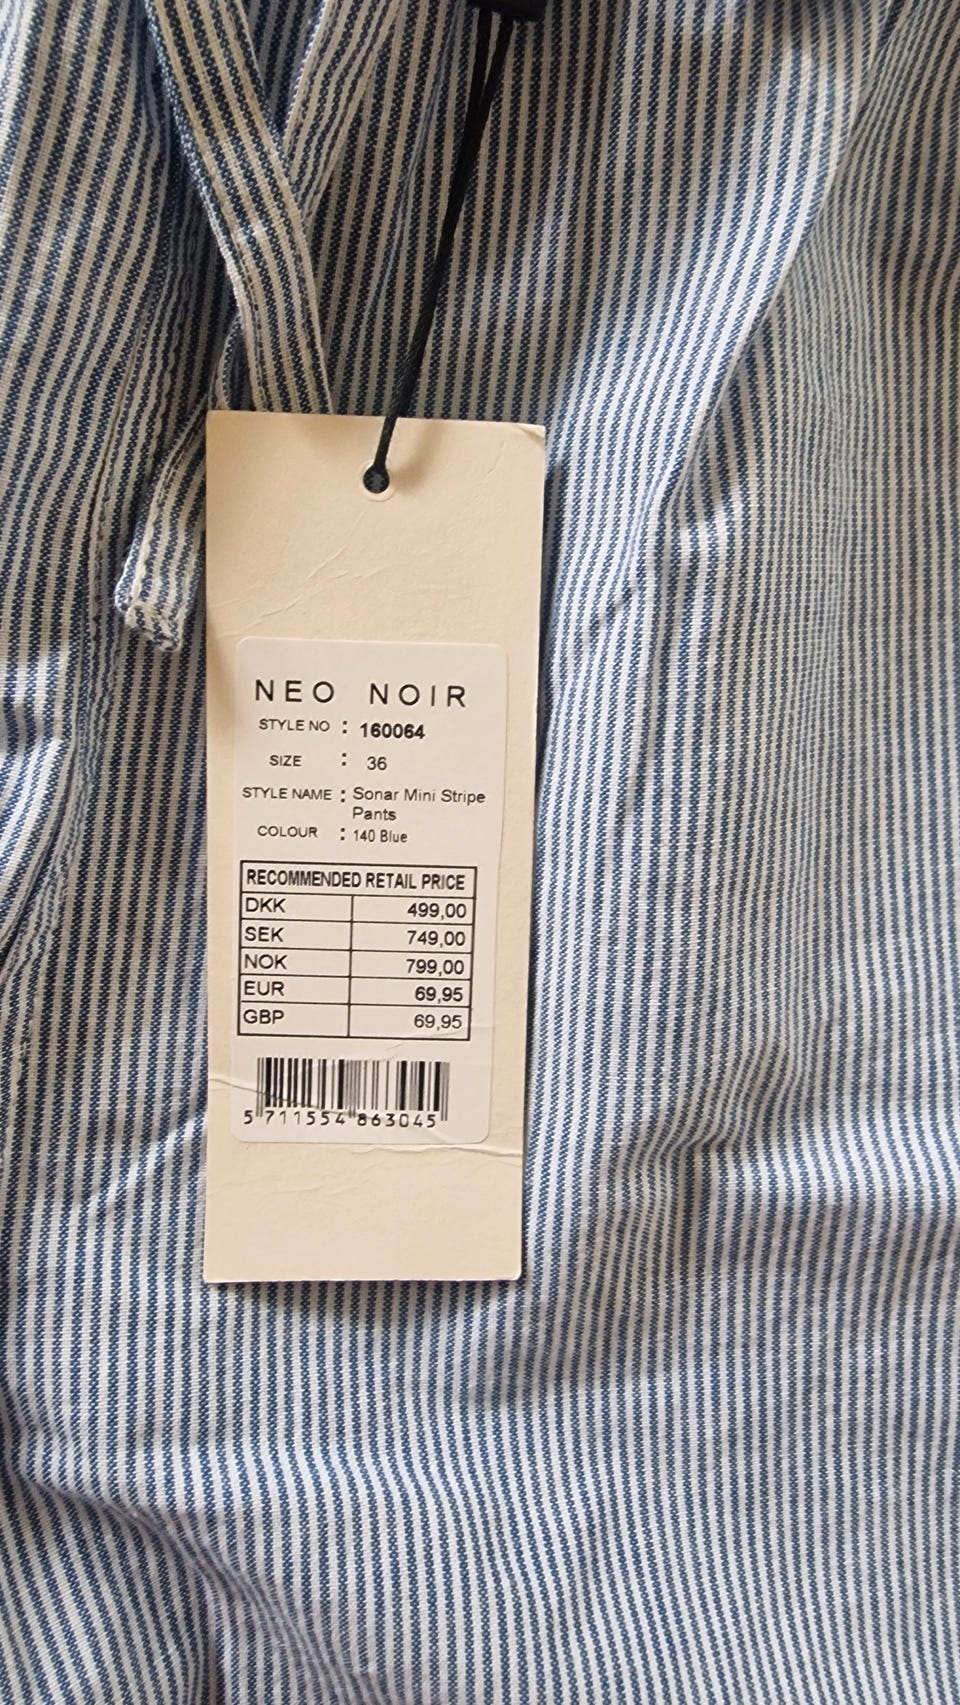 NEO NOIR
STYLE NO : 160064
SIZE : 36
STYLE NAME : Sonar Mini Stripe
Pants
COLOUR : 140 Blue
RECOMMENDED RETAIL PRICE
DKK 499,00
SEK 749,00
NOK 799,00
EUR 69,95
GBP 69,95
5 711554 863045